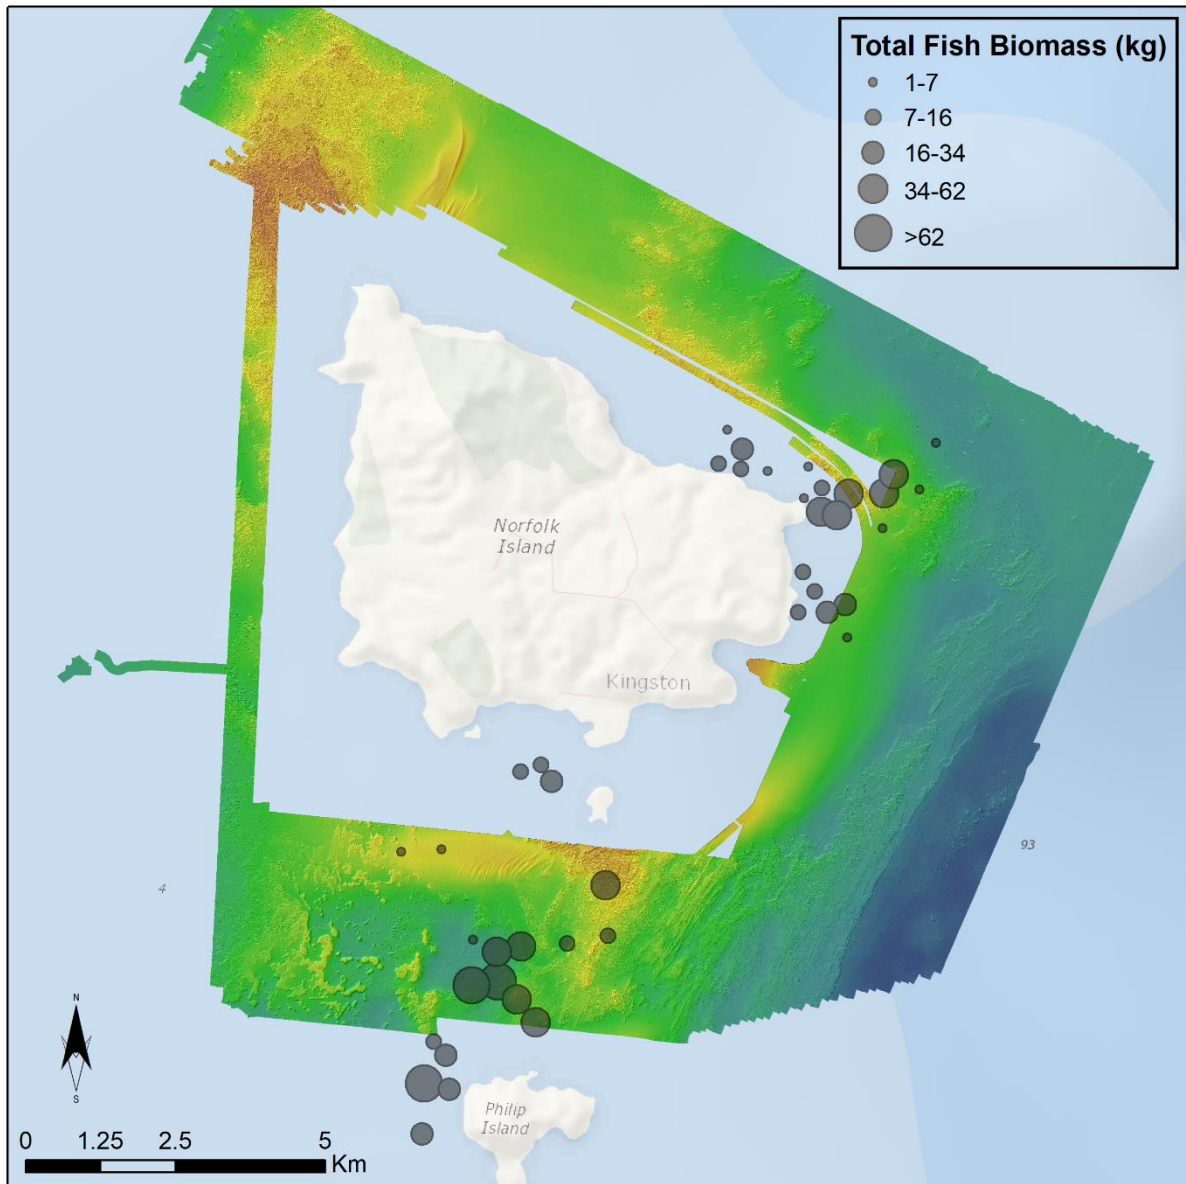 Total Fish Biomass (kg)
1-7
7-16
16-34
34-62
>62
Norfolk
Island
Kingston
93
4
N
S
Philip
Island
0 1.25 2.5 5
Km